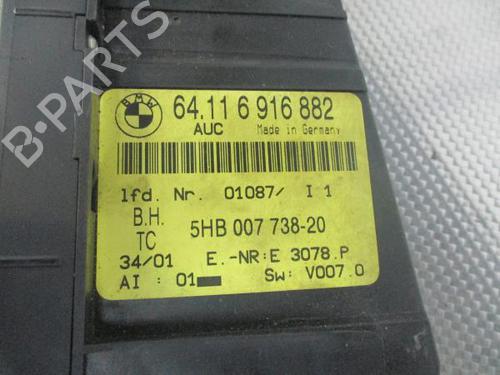 B-PARTS
BMW
64.11 6 916 882
AUC Made in Germany
lfd. Nr. 01087/ I 1
B.H.
TC 5HB 007 738-20
34/01 E.-NR:E 3078.P
AI : 01 Sw: V007.0